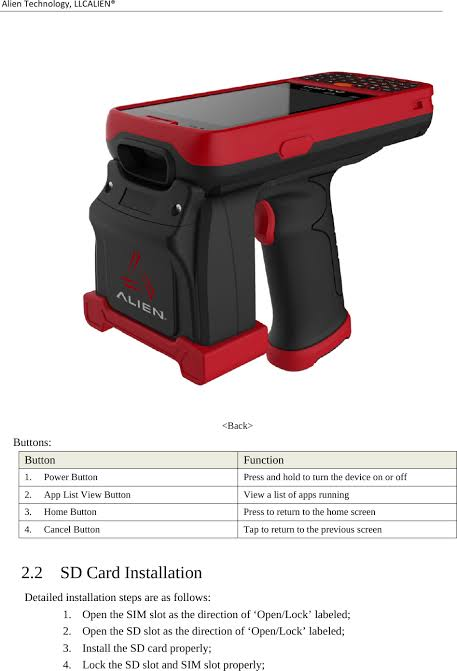 Alien Technology, LLCALIEN®
ALIEN
<Back>
Buttons:
Button Function
1. Power Button Press and hold to turn the device on or off
2. App List View Button View a list of apps running
3. Home Button Press to return to the home screen
4. Cancel Button Tap to return to the previous screen
2.2 SD Card Installation
Detailed installation steps are as follows:
1. Open the SIM slot as the direction of ‘Open/Lock’ labeled;
2. Open the SD slot as the direction of ‘Open/Lock’ labeled;
3. Install the SD card properly;
4. Lock the SD slot and SIM slot properly;